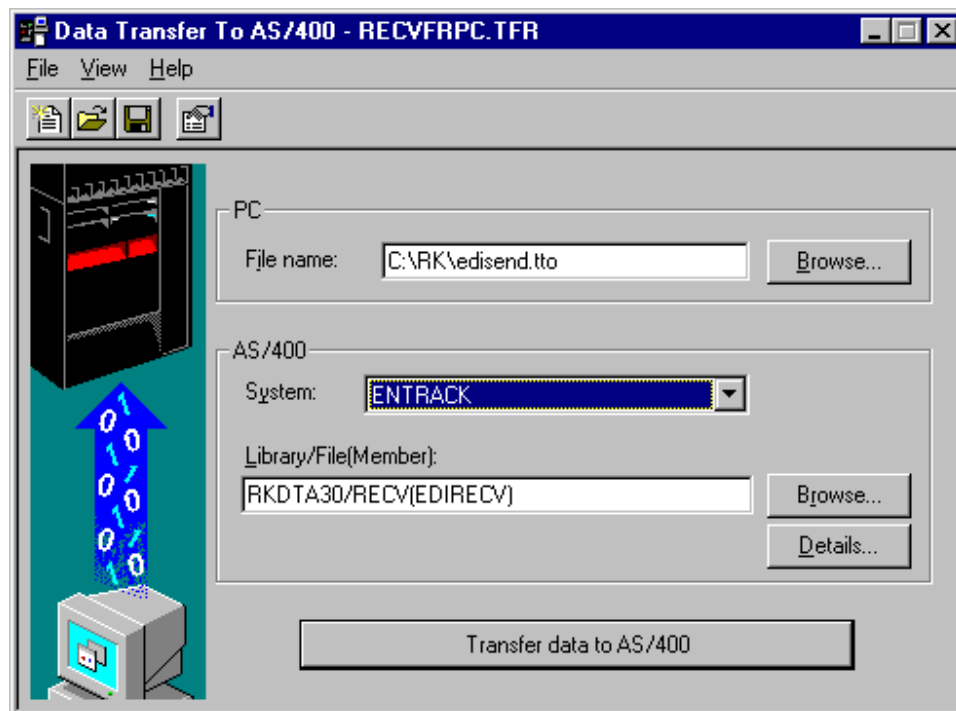 Data Transfer To AS/400 - RECVFRPC.TFR
File View Help
PC
File name: C:\RK\edisend.tto Browse...
AS/400
System: ENTRACK
Library/File(Member):
RKDTA30/RECV(EDIRECV) Browse...
Details...
Transfer data to AS/400